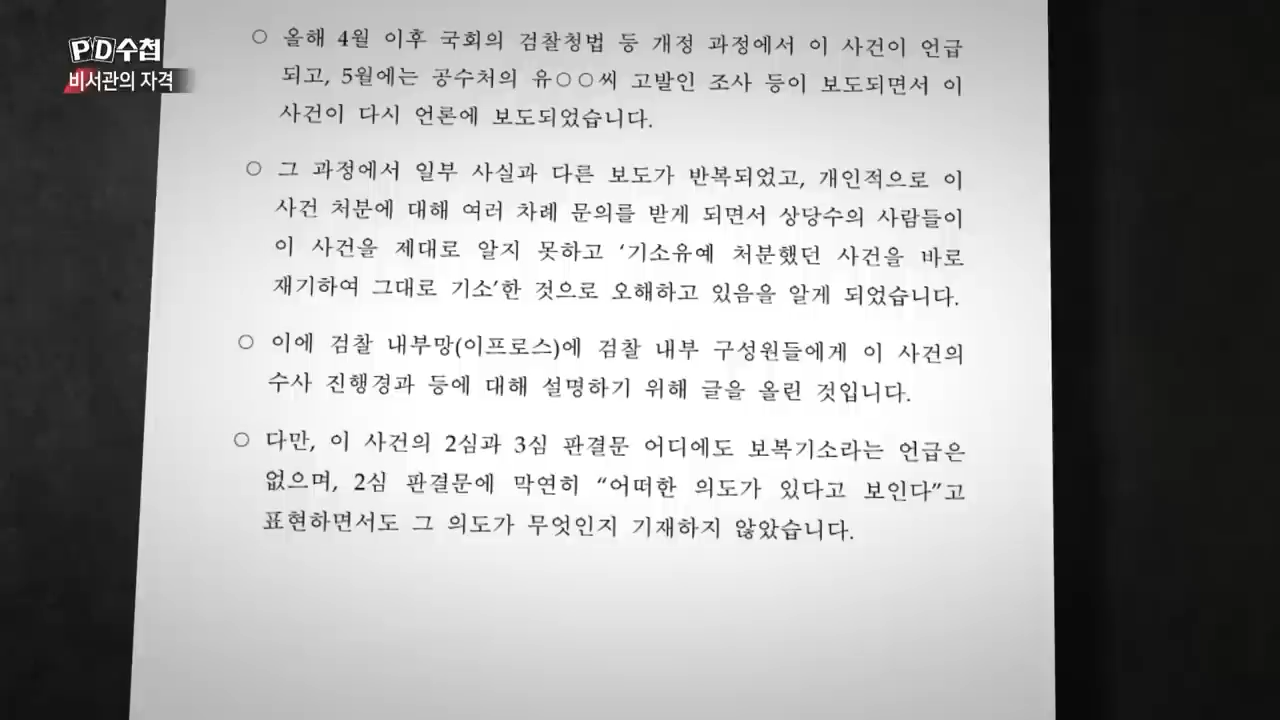 PD수첩
비서관의 자격
○ 올해 4월 이후 국회의 검찰청법 등 개정 과정에서 이 사건이 언급
되고, 5월에는 공수처의 유○○씨 고발인 조사 등이 보도되면서 이
사건이 다시 언론에 보도되었습니다.
○ 그 과정에서 일부 사실과 다른 보도가 반복되었고, 개인적으로 이
사건 처분에 대해 여러 차례 문의를 받게 되면서 상당수의 사람들이
이 사건을 제대로 알지 못하고 ‘기소유예 처분했던 사건을 바로
재기하여 그대로 기소’한 것으로 오해하고 있음을 알게 되었습니다.
○ 이에 검찰 내부망(이프로스)에 검찰 내부 구성원들에게 이 사건의
수사 진행경과 등에 대해 설명하기 위해 글을 올린 것입니다.
○ 다만, 이 사건의 2심과 3심 판결문 어디에도 보복기소라는 언급은
없으며, 2심 판결문에 막연히 “어떠한 의도가 있다고 보인다”고
표현하면서도 그 의도가 무엇인지 기재하지 않았습니다.